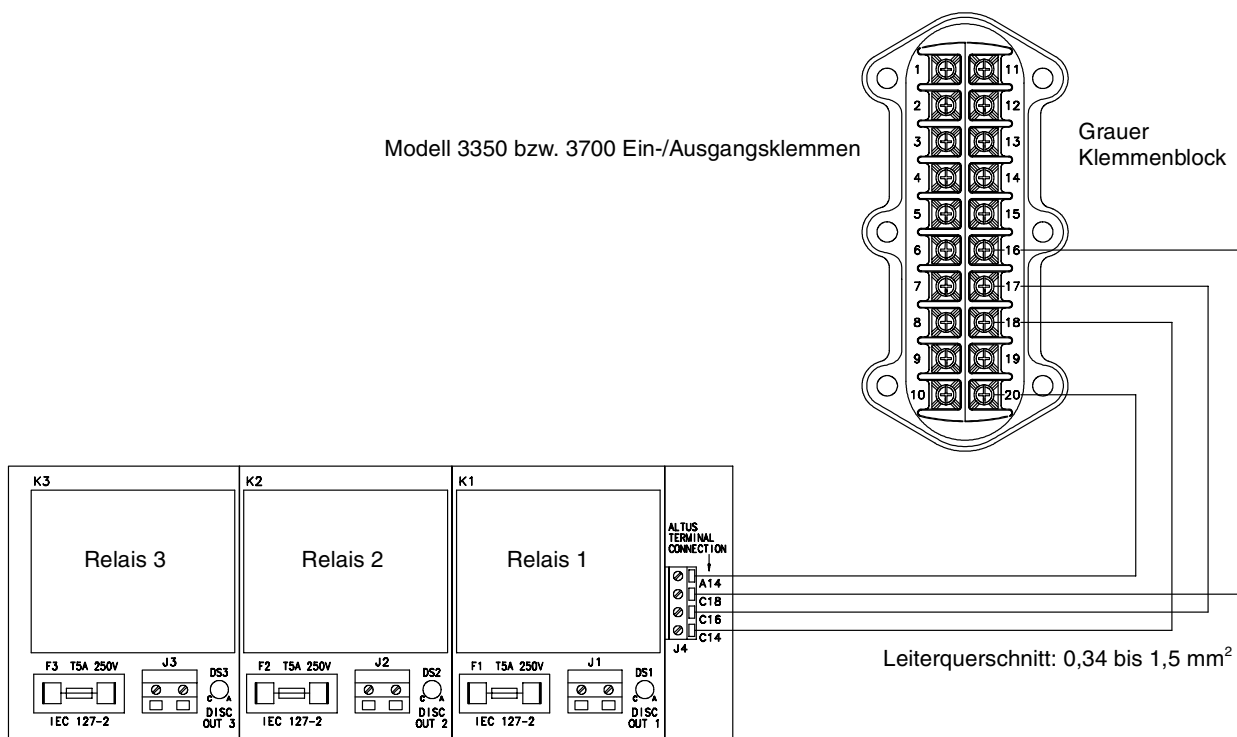 1 11
2 12
3 13
4 14
5 15
6 16
7 17
8 18
9 19
10 20
Modell 3350 bzw. 3700 Ein-/Ausgangsklemmen
Grauer
Klemmenblock
K3
Relais 3
F3 T5A 250V
IEC 127-2
J3
DS3
C A
DISC
OUT 3
K2
Relais 2
F2 T5A 250V
IEC 127-2
J2
DS2
C A
DISC
OUT 2
K1
Relais 1
F1 T5A 250V
IEC 127-2
J1
DS1
C A
DISC
OUT 1
ALTUS
TERMINAL
CONNECTION
A14
C18
C16
C14
J4
Leiterquerschnitt: 0,34 bis 1,5 mm²